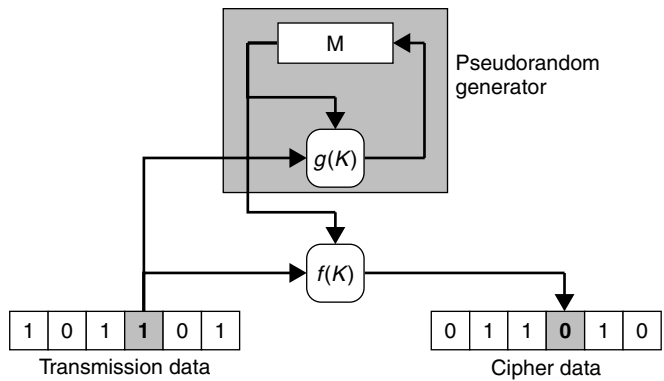 M
Pseudorandom
generator
g(K)
f(K)
1 0 1 1 0 1
0 1 1 0 1 0
Transmission data
Cipher data